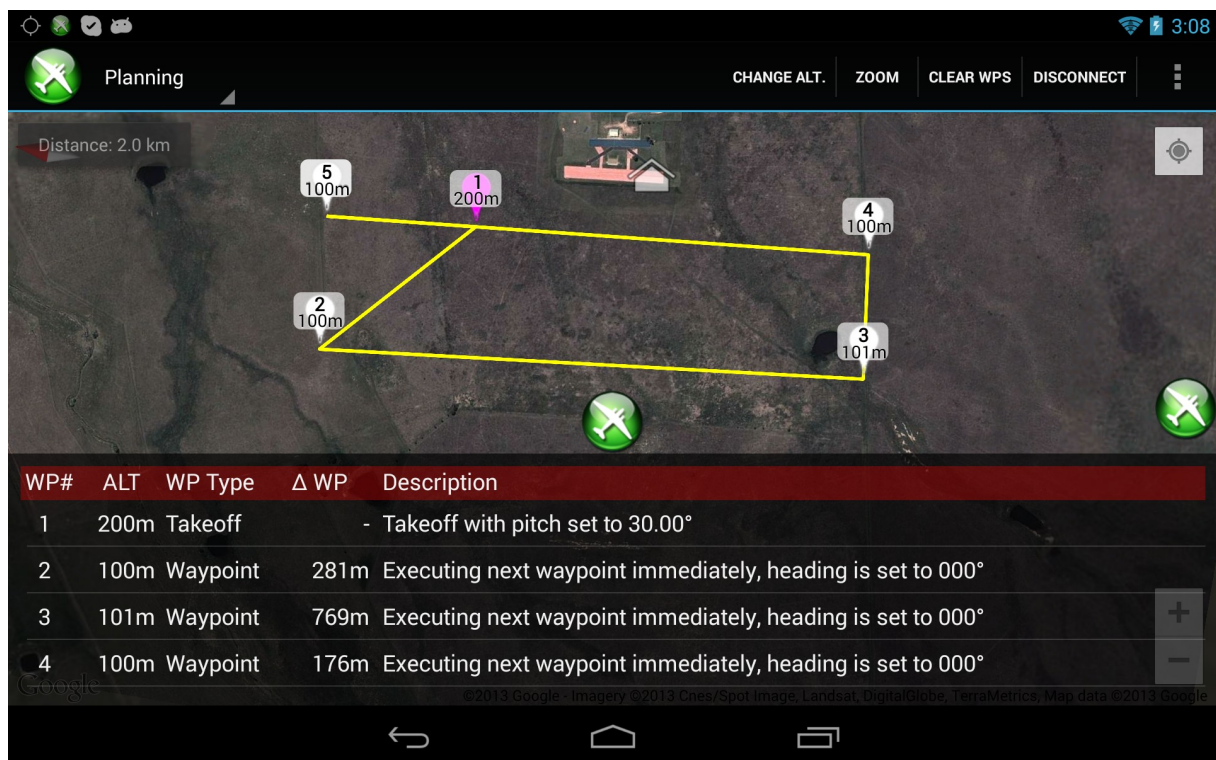 3:08
Planning
CHANGE ALT. ZOOM CLEAR WPS DISCONNECT
Distance: 2.0 km
5
100m
1
200m
4
100m
2
100m
3
101m
WP# ALT WP Type Δ WP Description
1 200m Takeoff - Takeoff with pitch set to 30.00°
2 100m Waypoint 281m Executing next waypoint immediately, heading is set to 000°
3 101m Waypoint 769m Executing next waypoint immediately, heading is set to 000°
4 100m Waypoint 176m Executing next waypoint immediately, heading is set to 000°
Google
©2013 Google - Imagery ©2013 Cnes/Spot Image, Landsat, DigitalGlobe, TerraMetrics, Map data ©2013 Google